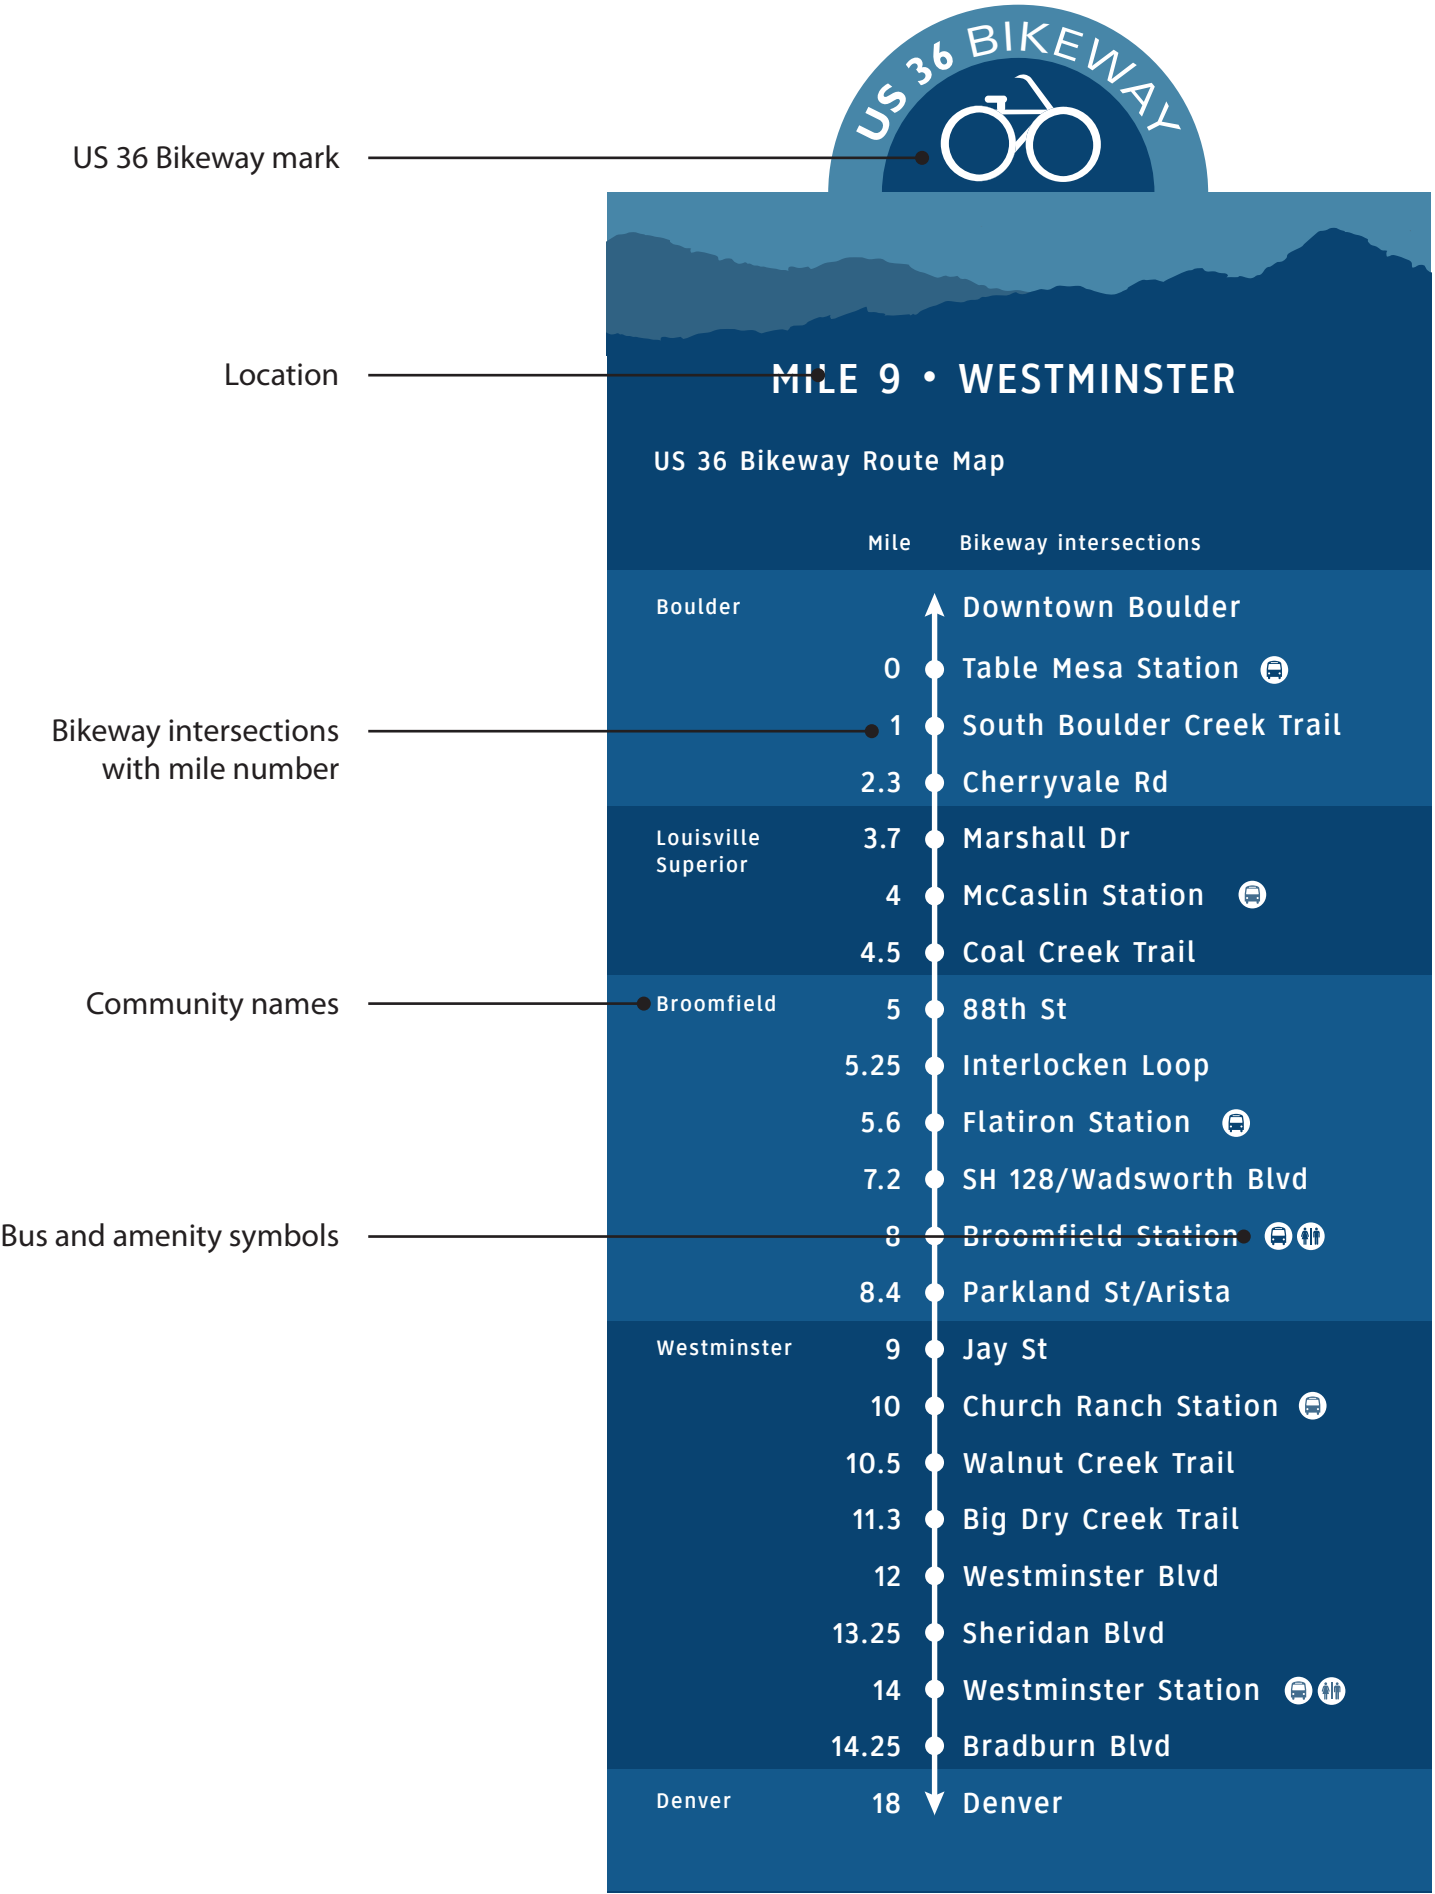 US 36 BIKEWAY
US 36 Bikeway mark
Location
MILE 9 • WESTMINSTER
US 36 Bikeway Route Map
Mile Bikeway intersections
Boulder Downtown Boulder
0 Table Mesa Station
Bikeway intersections
with mile number
1 South Boulder Creek Trail
2.3 Cherryvale Rd
Louisville
Superior
3.7 Marshall Dr
4 McCaslin Station
4.5 Coal Creek Trail
Community names
Broomfield 5 88th St
5.25 Interlocken Loop
5.6 Flatiron Station
7.2 SH 128/Wadsworth Blvd
Bus and amenity symbols
8 Broomfield Station
8.4 Parkland St/Arista
Westminster 9 Jay St
10 Church Ranch Station
10.5 Walnut Creek Trail
11.3 Big Dry Creek Trail
12 Westminster Blvd
13.25 Sheridan Blvd
14 Westminster Station
14.25 Bradburn Blvd
Denver 18 Denver